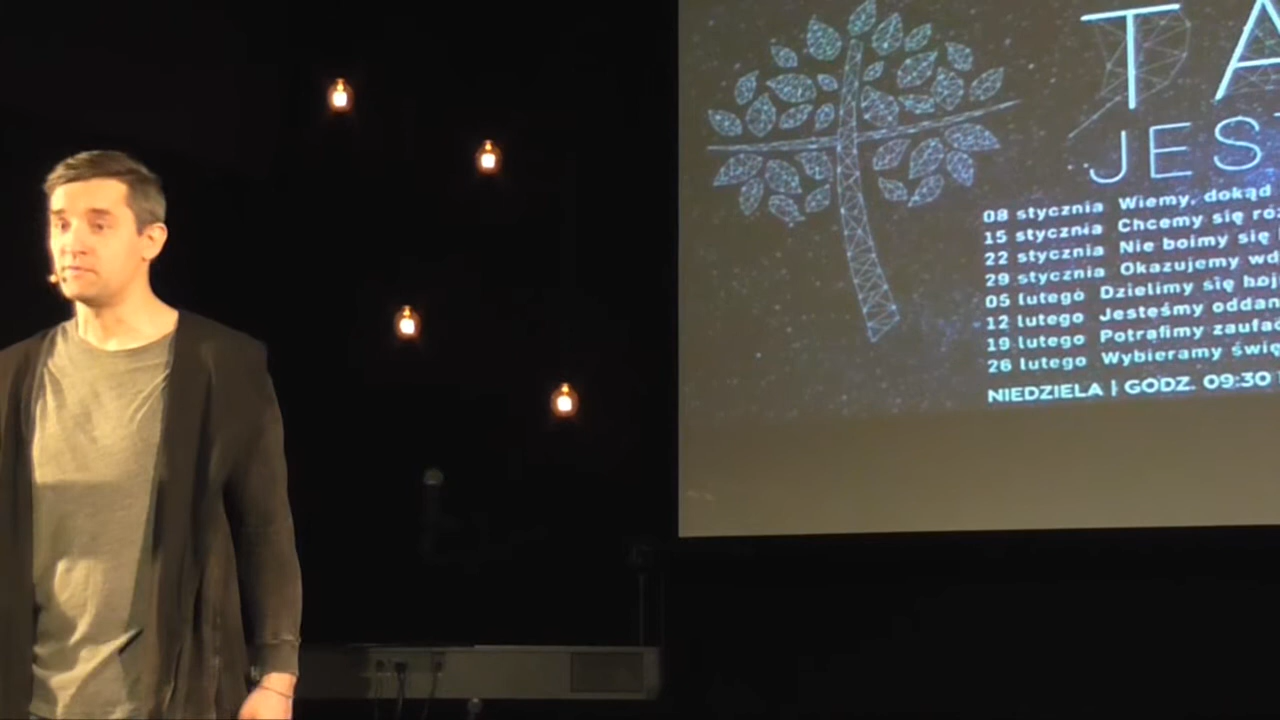 TA
JEST
08 stycznia Wiemy, dokąd
15 stycznia Chcemy się
22 stycznia Nie boimy się
29 stycznia Okazujemy
05 lutego Dzielimy się
12 lutego Jesteśmy
19 lutego Potrafimy
26 lutego Wybieramy
NIEDZIELA | GODZ. 09:30